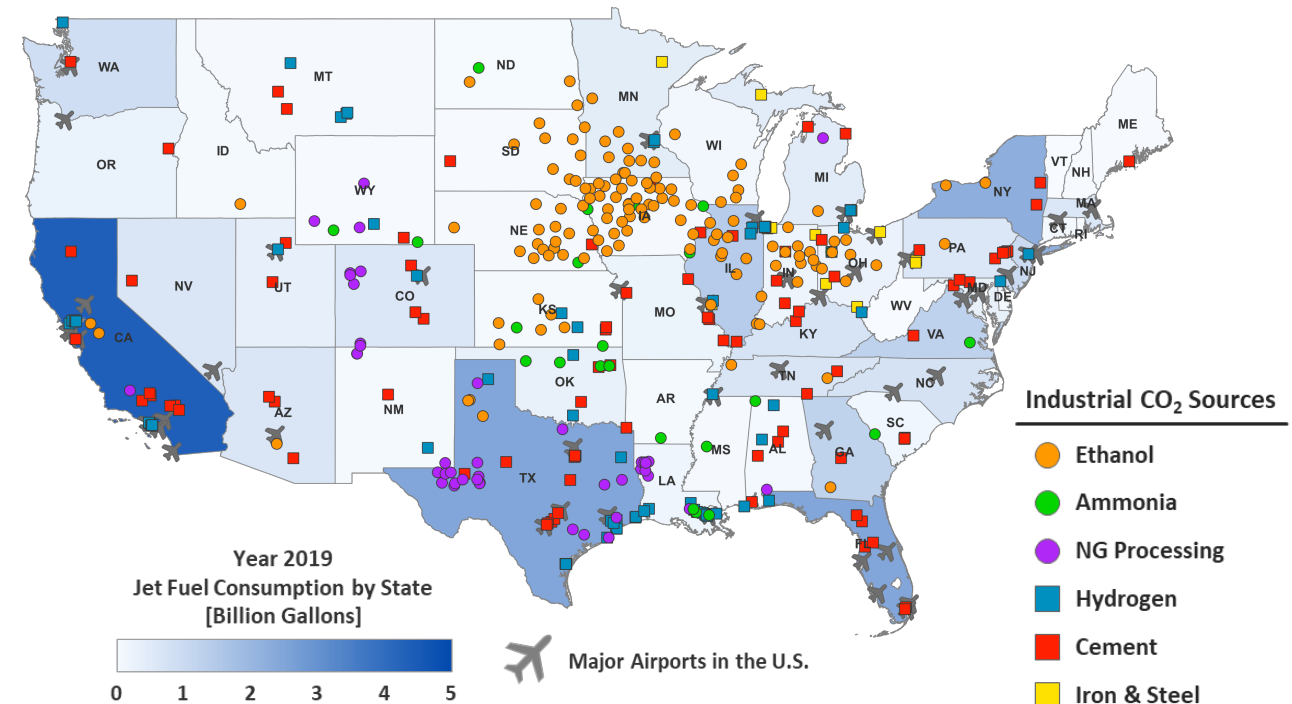 WA
MT
ND
MN
ME
OR
ID
SD
WI
VT
NH
MI
WY
NY
MA
IA
CT
RI
NE
PA
NV
UT
CO
IL
IN
OH
NJ
MD
DE
WV
CA
KS
MO
KY
VA
TN
NC
AZ
NM
OK
AR
SC
MS
AL
GA
TX
LA
FL
Industrial CO₂ Sources
Ethanol
Ammonia
NG Processing
Hydrogen
Cement
Iron & Steel
Year 2019
Jet Fuel Consumption by State
[Billion Gallons]
0 1 2 3 4 5
Major Airports in the U.S.